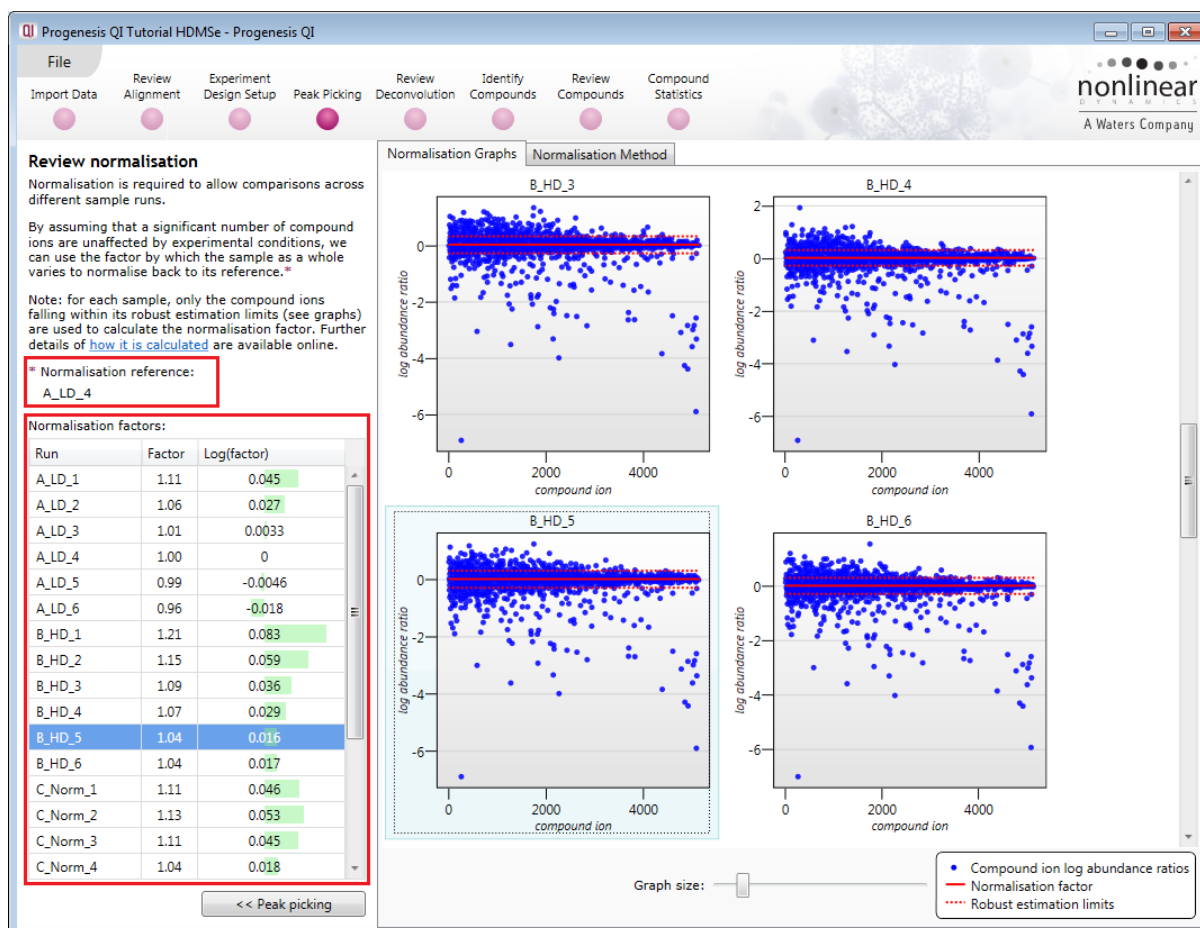 QI Progenesis QI Tutorial HDMSe - Progenesis QI
File
Import Data
Review Alignment
Experiment Design Setup
Peak Picking
Review Deconvolution
Identify Compounds
Review Compounds
Compound Statistics
nonlinear
DYNAMICS
A Waters Company
Review normalisation
Normalisation is required to allow comparisons across
different sample runs.
By assuming that a significant number of compound
ions are unaffected by experimental conditions, we
can use the factor by which the sample as a whole
varies to normalise back to its reference.*
Note: for each sample, only the compound ions
falling within its robust estimation limits (see graphs)
are used to calculate the normalisation factor. Further
details of how it is calculated are available online.
* Normalisation reference:
A_LD_4
Normalisation factors:
Run Factor Log(factor)
A_LD_1 1.11 0.045
A_LD_2 1.06 0.027
A_LD_3 1.01 0.0033
A_LD_4 1.00 0
A_LD_5 0.99 -0.0046
A_LD_6 0.96 -0.018
B_HD_1 1.21 0.083
B_HD_2 1.15 0.059
B_HD_3 1.09 0.036
B_HD_4 1.07 0.029
B_HD_5 1.04 0.016
B_HD_6 1.04 0.017
C_Norm_1 1.11 0.046
C_Norm_2 1.13 0.053
C_Norm_3 1.11 0.045
C_Norm_4 1.04 0.018
<< Peak picking
Normalisation Graphs Normalisation Method
B_HD_3
log abundance ratio
0
-2
-4
-6
0 2000 4000
compound ion
B_HD_4
log abundance ratio
2
0
-2
-4
-6
0 2000 4000
compound ion
B_HD_5
log abundance ratio
0
-2
-4
-6
0 2000 4000
compound ion
B_HD_6
log abundance ratio
0
-2
-4
-6
0 2000 4000
compound ion
Graph size:
Compound ion log abundance ratios
Normalisation factor
Robust estimation limits